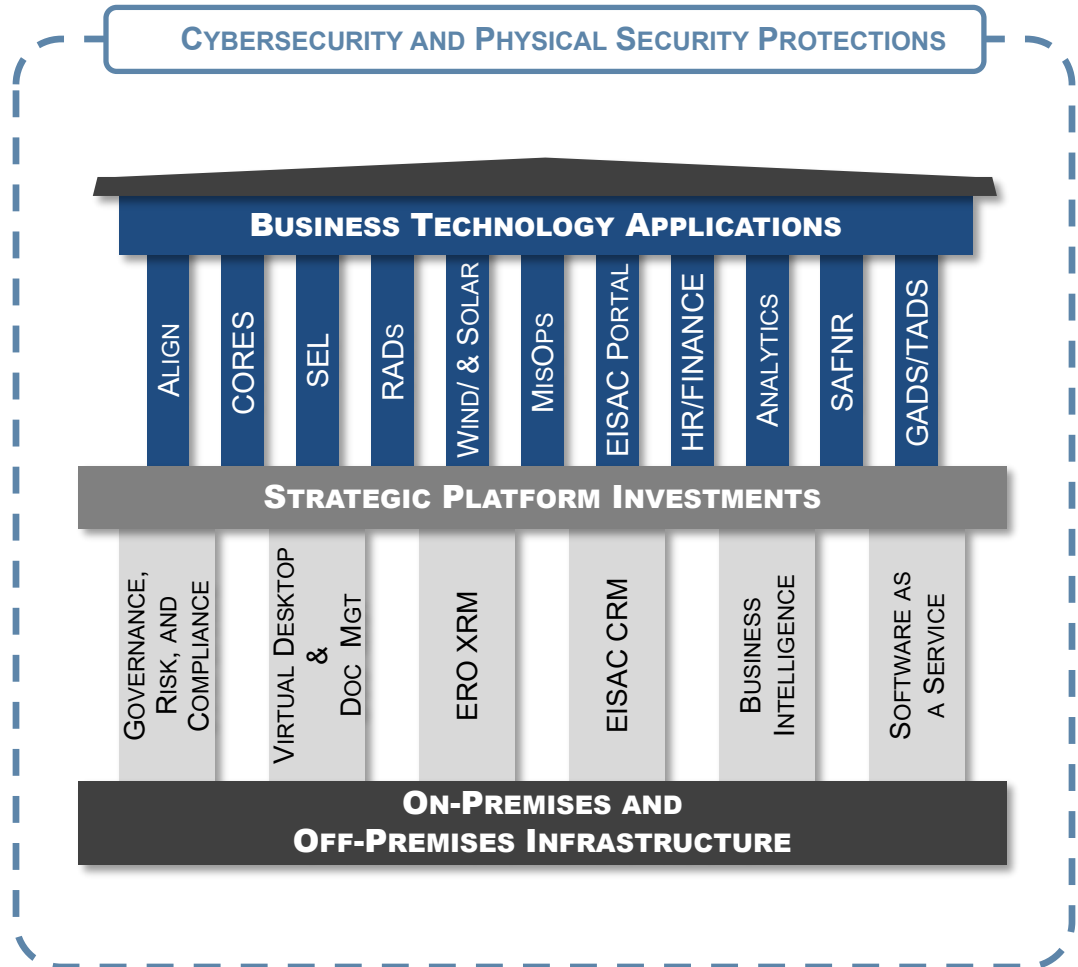 CYBERSECURITY AND PHYSICAL SECURITY PROTECTIONS
BUSINESS TECHNOLOGY APPLICATIONS
ALIGN
CORES
SEL
RADS
WIND/ & SOLAR
MISOPS
EISAC PORTAL
HR/FINANCE
ANALYTICS
SAFNR
GADS/TADS
STRATEGIC PLATFORM INVESTMENTS
GOVERNANCE,
RISK, AND
COMPLIANCE
VIRTUAL DESKTOP
&
DOC MGT
ERO XRM
EISAC CRM
BUSINESS
INTELLIGENCE
SOFTWARE AS
A SERVICE
ON-PREMISES AND
OFF-PREMISES INFRASTRUCTURE